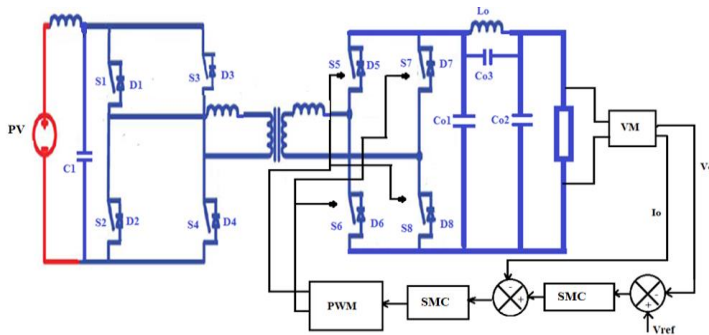 Lo
S5
D5
S7
D7
Co3
S1
D1
S3
D3
PV
C1
Co1
Co2
VM
S2
D2
S4
D4
S6
D6
S8
D8
Io
-
+
-
+
PWM
SMC
SMC
Vref